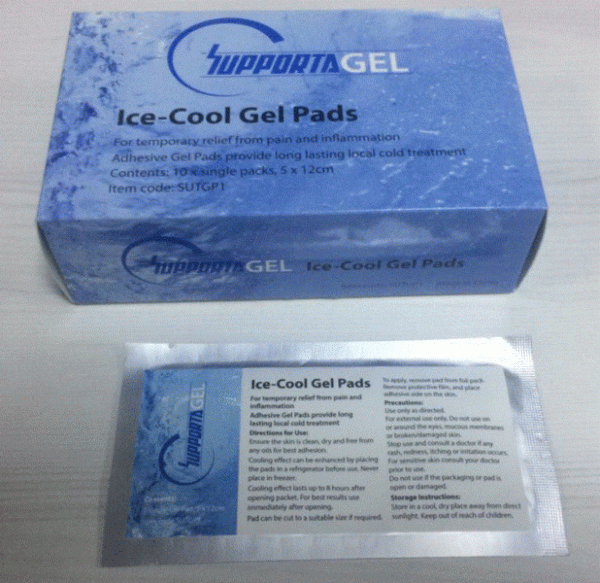 SUPPORTAGEL
Ice-Cool Gel Pads
For temporary relief from pain and inflammation
Adhesive Gel Pads provide long lasting local cold treatment
Contents: 10 x single packs, 5 x 12cm
Item code: SUTGP1
SUPPORTAGEL Ice-Cool Gel Pads
SUPPORTAGEL
Ice-Cool Gel Pads
For temporary relief from pain and
inflammation
Adhesive Gel Pads provide long
lasting local cold treatment
Directions for Use:
Ensure the skin is clean, dry and free from
any oils for best adhesion.
Cooling effect can be enhanced by placing
the pads in a refrigerator before use. Never
place in freezer.
Cooling effect lasts up to 8 hours after
opening packet. For best results use
immediately after opening.
Pad can be cut to a suitable size if required.
To apply, remove pad from foil pack.
Remove protective film, and place
adhesive side on the skin.
Precautions:
Use only as directed.
For external use only. Do not use on
or around the eyes, mucous membranes
or broken/damaged skin.
Stop use and consult a doctor if any
rash, redness, itching or irritation occurs.
For sensitive skin consult your doctor
prior to use.
Do not use if the packaging or pad is
open or damaged.
Storage Instructions:
Store in a cool, dry place away from direct
sunlight. Keep out of reach of children.